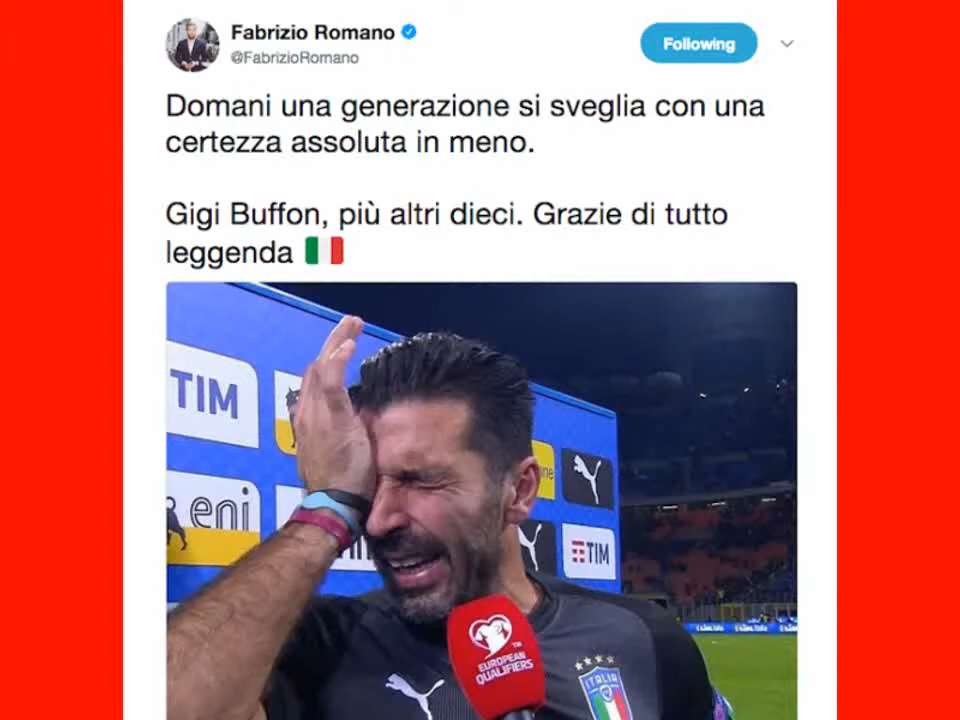 Fabrizio Romano
@FabrizioRomano
Following
Domani una generazione si sveglia con una
certezza assoluta in meno.
Gigi Buffon, più altri dieci. Grazie di tutto
leggenda
TIM
eni
TIM
EUROPEAN
QUALIFIERS
ITALIA